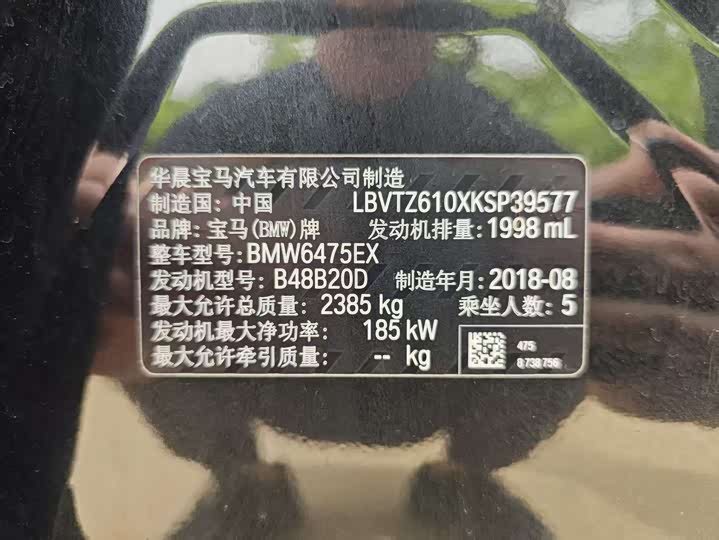 华晨宝马汽车有限公司制造
制造国: 中国 LBVTZ610XKSP39577
品牌: 宝马(BMW)牌 发动机排量: 1998 mL
整车型号: BMW6475EX
发动机型号: B48B20D 制造年月: 2018-08
最大允许总质量: 2385 kg 乘坐人数: 5
发动机最大净功率: 185 kW
最大允许牵引质量: -- kg
475
8 738 756